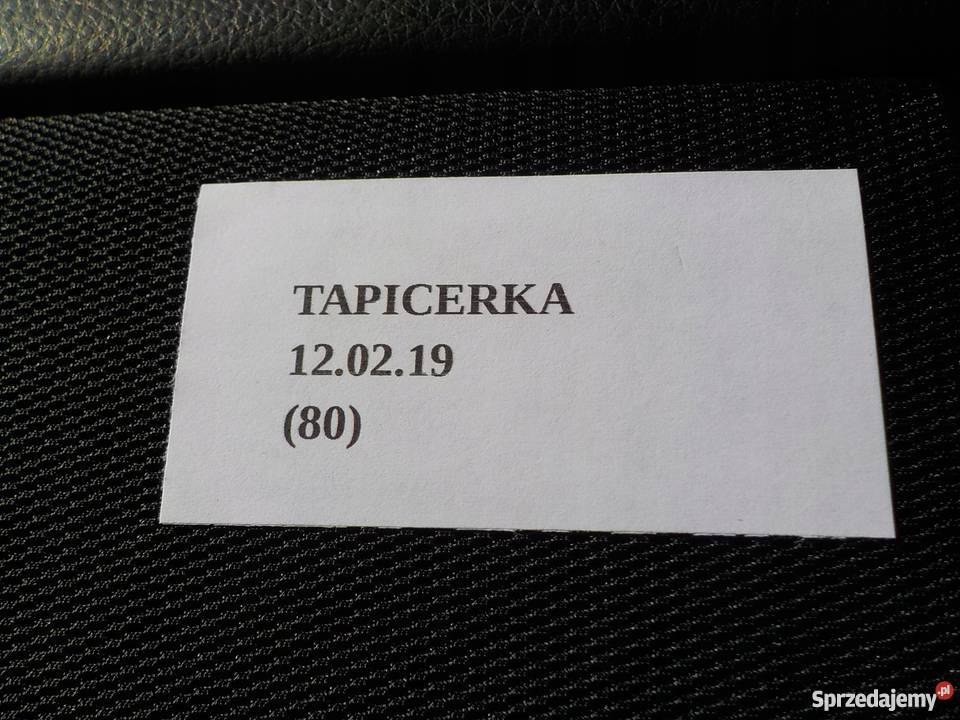 TAPICERKA
12.02.19
(80)
Sprzedajemy.pl